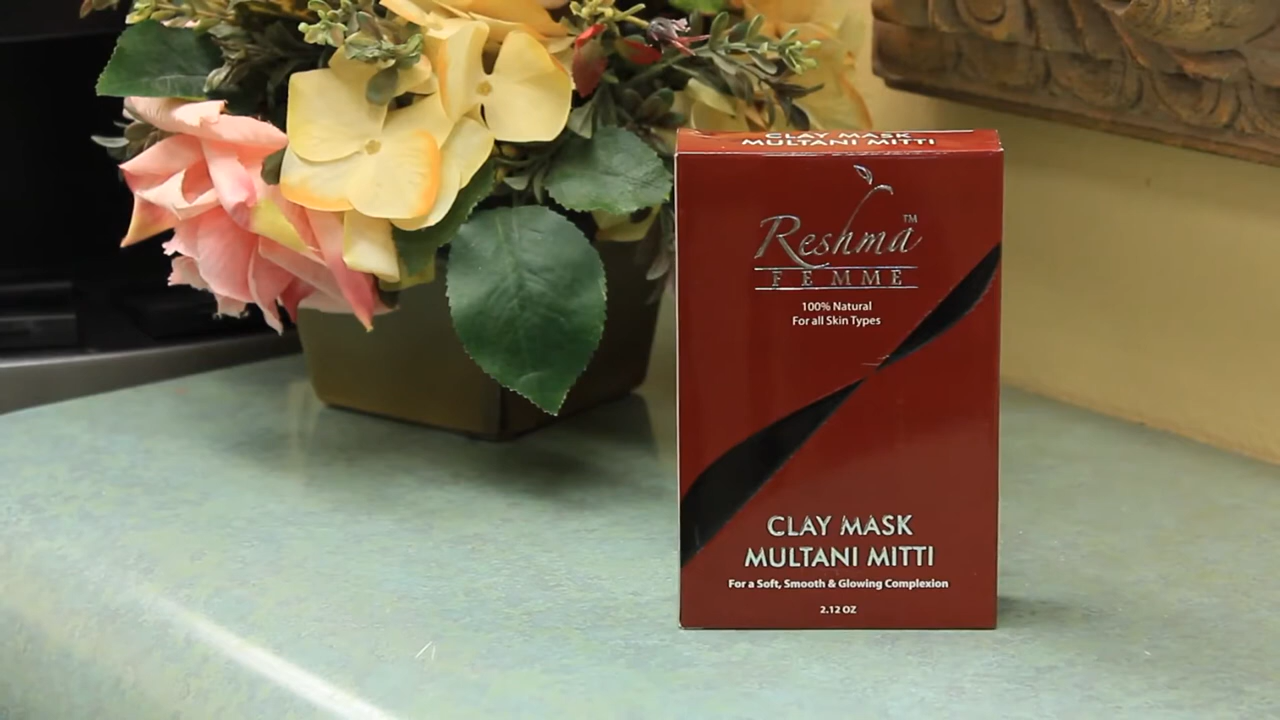 CLAY MASK
MULTANI MITTI
Reshma™
FEMME
100% Natural
For all Skin Types
CLAY MASK
MULTANI MITTI
For a Soft, Smooth & Glowing Complexion
2.12 OZ